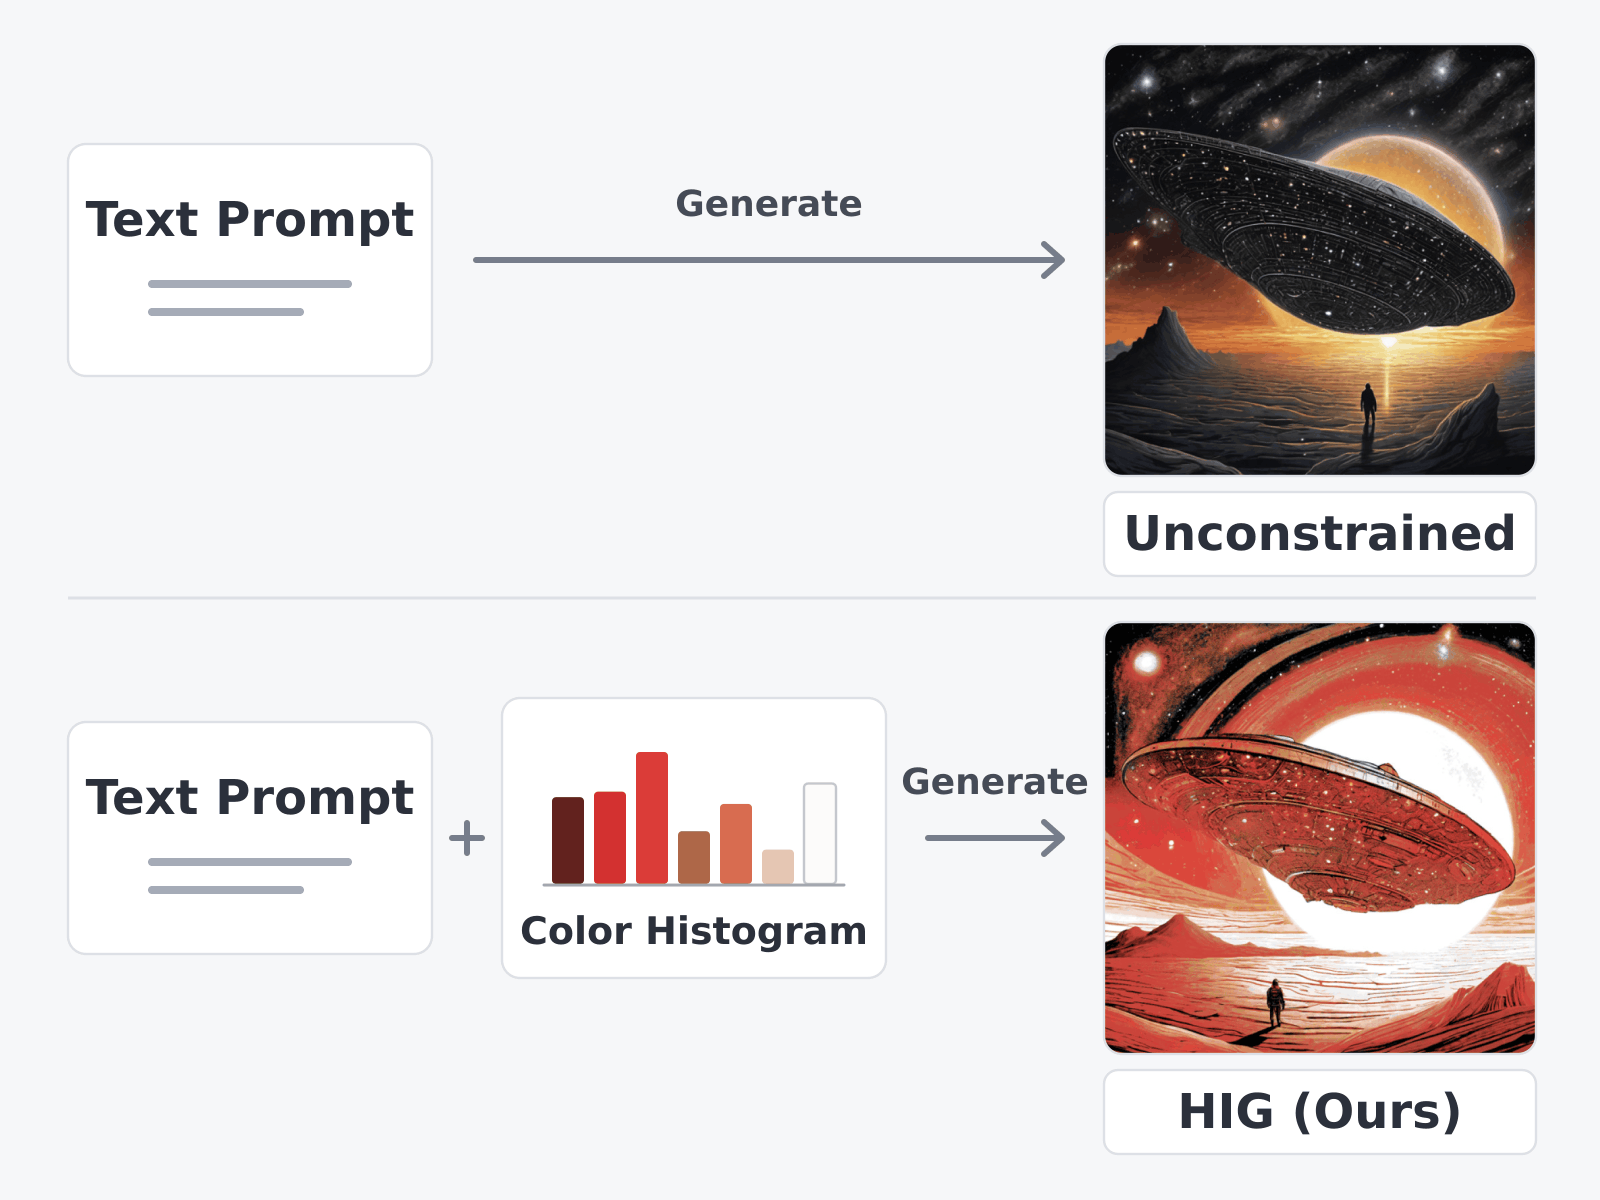 Text Prompt
Generate
Unconstrained
Text Prompt
Color Histogram
Generate
HIG (Ours)